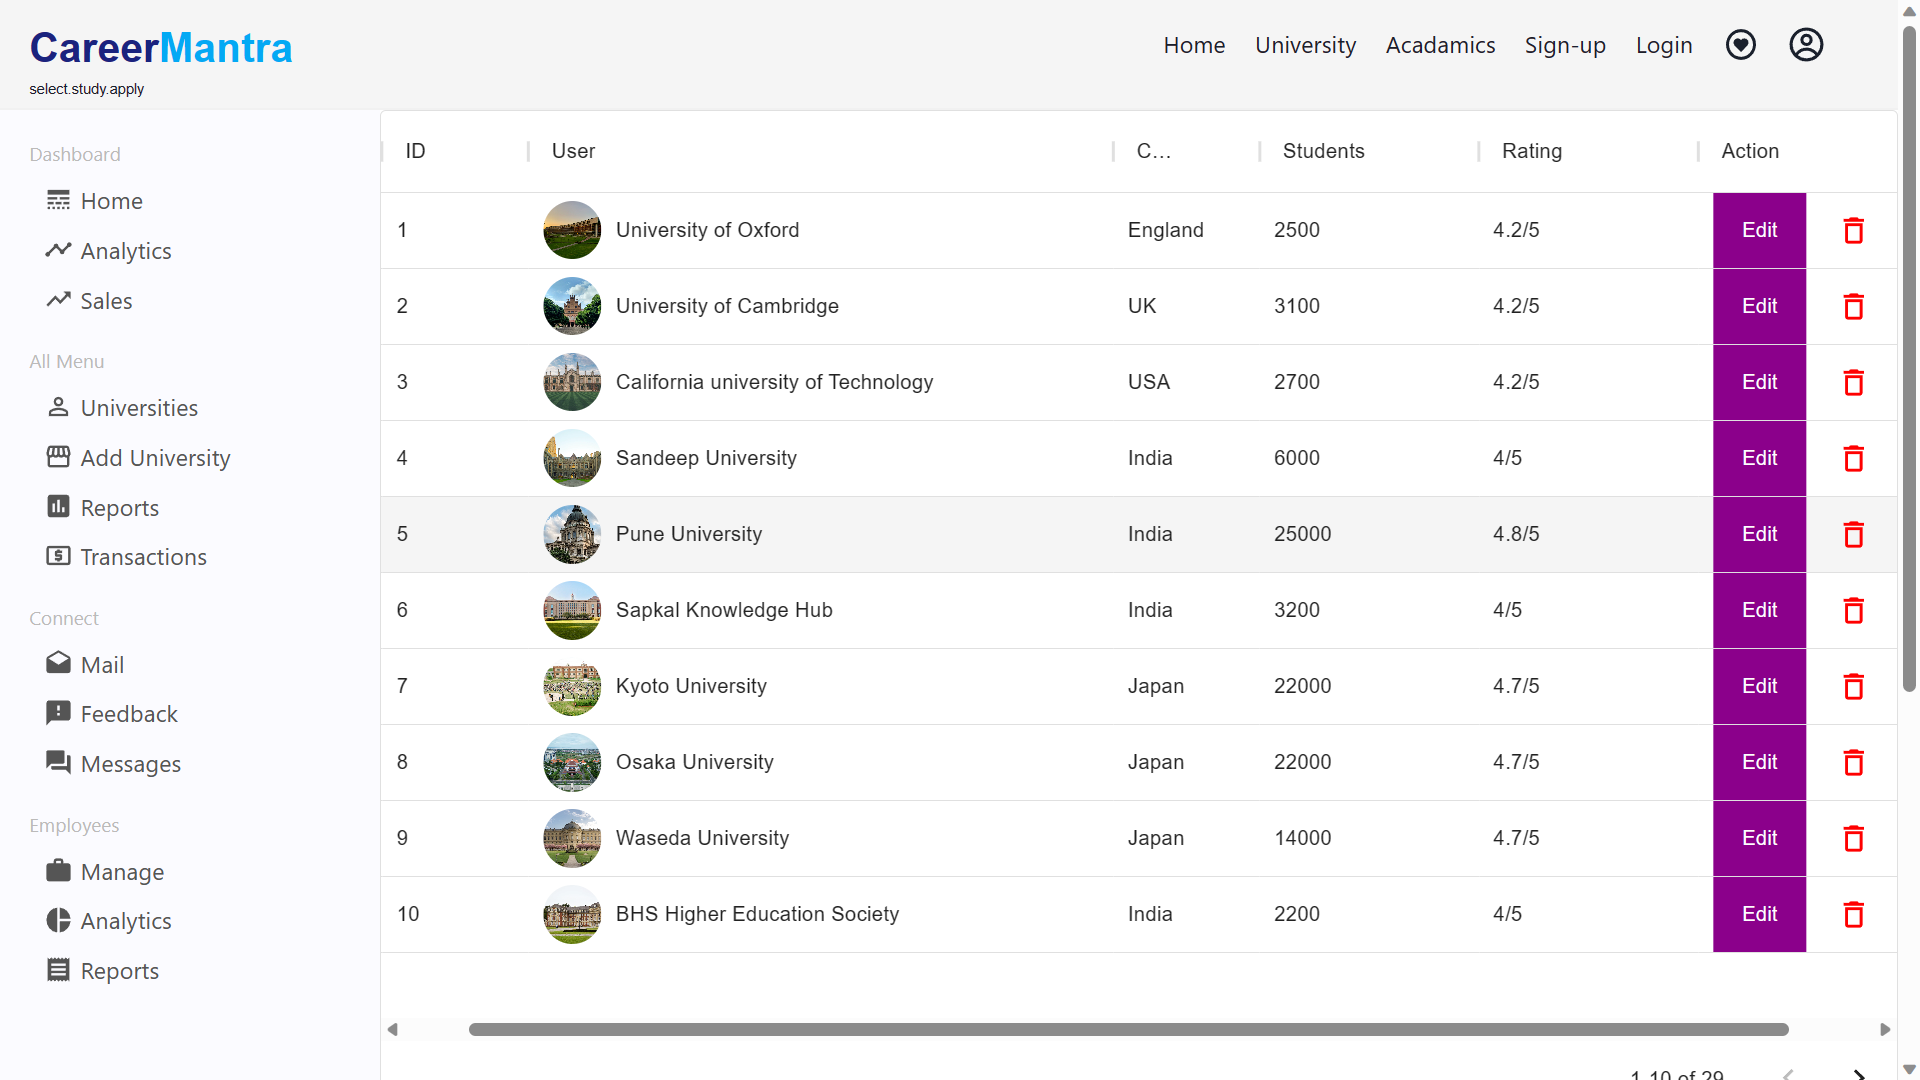 CareerMantra
select.study.apply
Home University Acadamics Sign-up Login
Dashboard
Home
Analytics
Sales
All Menu
Universities
Add University
Reports
Transactions
Connect
Mail
Feedback
Messages
Employees
Manage
Analytics
Reports
ID User C... Students Rating Action
1 University of Oxford England 2500 4.2/5 Edit
2 University of Cambridge UK 3100 4.2/5 Edit
3 California university of Technology USA 2700 4.2/5 Edit
4 Sandeep University India 6000 4/5 Edit
5 Pune University India 25000 4.8/5 Edit
6 Sapkal Knowledge Hub India 3200 4/5 Edit
7 Kyoto University Japan 22000 4.7/5 Edit
8 Osaka University Japan 22000 4.7/5 Edit
9 Waseda University Japan 14000 4.7/5 Edit
10 BHS Higher Education Society India 2200 4/5 Edit
1-10 of 29